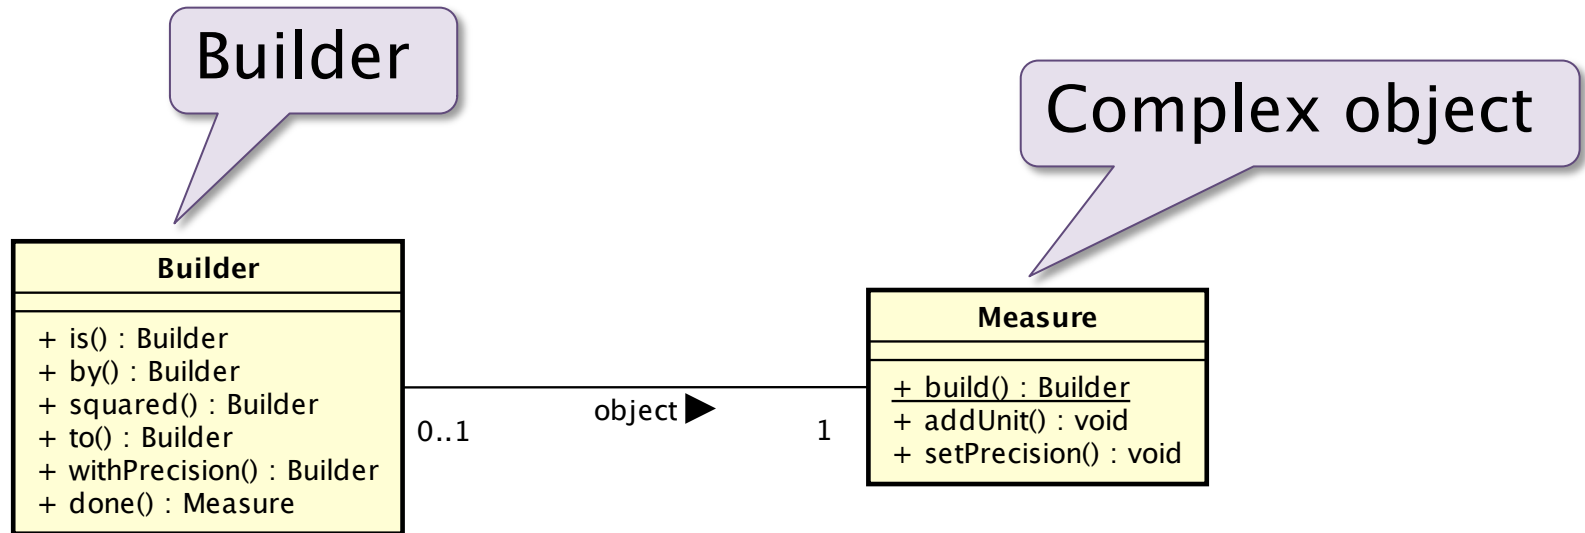 Builder
Complex object
Builder
+ is() : Builder
+ by() : Builder
+ squared() : Builder
+ to() : Builder
+ withPrecision() : Builder
+ done() : Measure
0..1
object
1
Measure
+ build() : Builder
+ addUnit() : void
+ setPrecision() : void